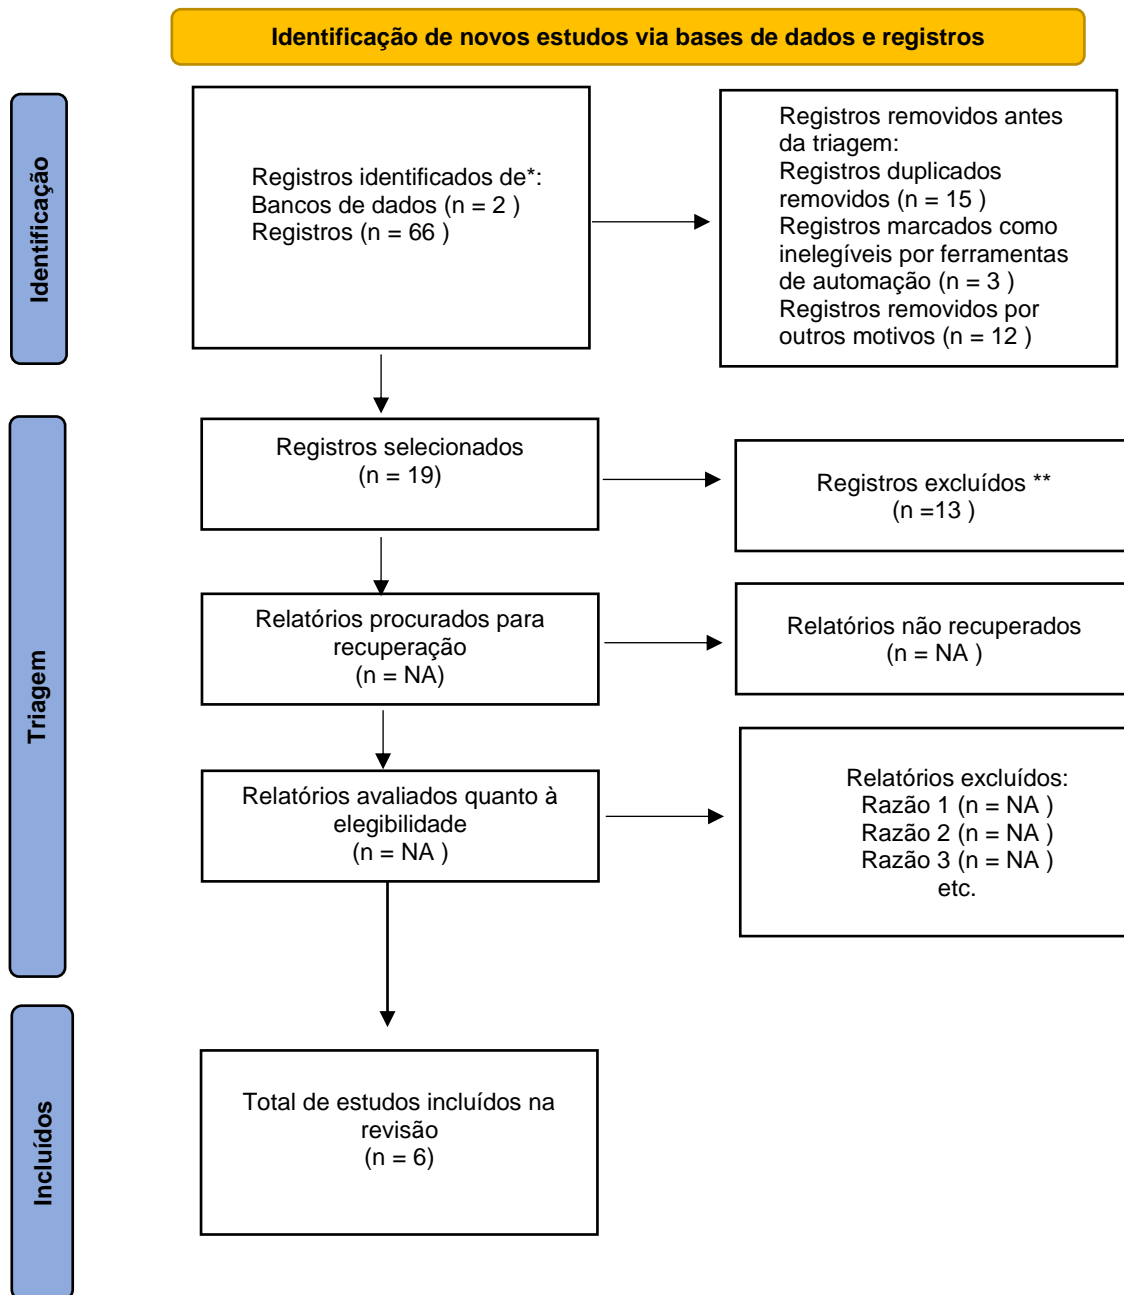 Identificação de novos estudos via bases de dados e registros
Identificação
Registros identificados de*:
Bancos de dados (n = 2 )
Registros (n = 66 )
Registros removidos antes
da triagem:
Registros duplicados
removidos (n = 15 )
Registros marcados como
inelegíveis por ferramentas
de automação (n = 3 )
Registros removidos por
outros motivos (n = 12 )
Triagem
Registros selecionados
(n = 19)
Registros excluídos **
(n =13 )
Relatórios procurados para
recuperação
(n = NA)
Relatórios não recuperados
(n = NA )
Relatórios avaliados quanto à
elegibilidade
(n = NA )
Relatórios excluídos:
Razão 1 (n = NA )
Razão 2 (n = NA )
Razão 3 (n = NA )
etc.
Incluídos
Total de estudos incluídos na
revisão
(n = 6)